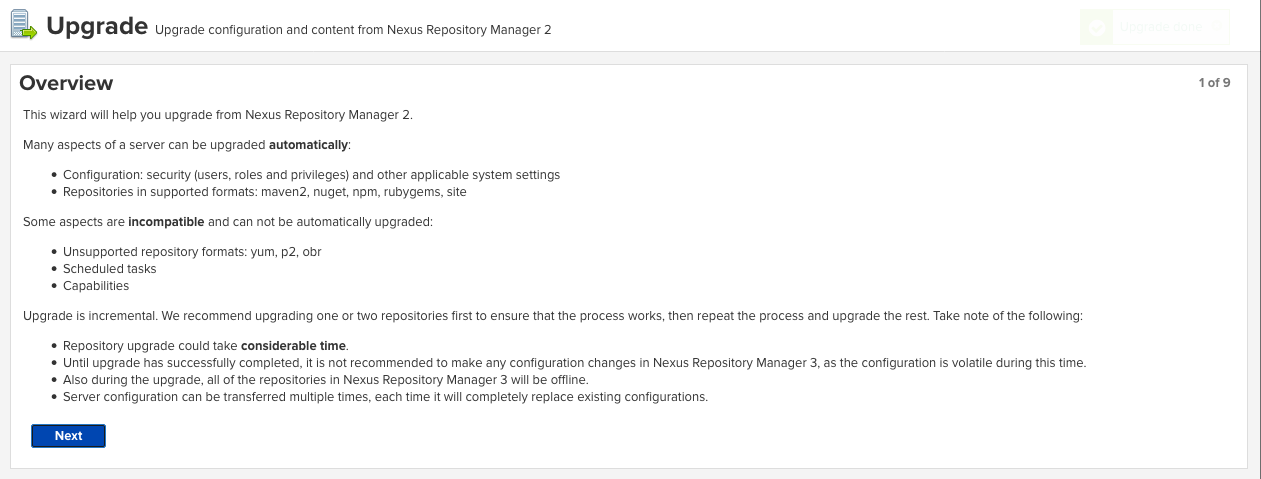 Upgrade Upgrade configuration and content from Nexus Repository Manager 2
Overview
1 of 9
This wizard will help you upgrade from Nexus Repository Manager 2.
Many aspects of a server can be upgraded automatically:
Configuration: security (users, roles and privileges) and other applicable system settings
Repositories in supported formats: maven2, nuget, npm, rubygems, site
Some aspects are incompatible and can not be automatically upgraded:
Unsupported repository formats: yum, p2, obr
Scheduled tasks
Capabilities
Upgrade is incremental. We recommend upgrading one or two repositories first to ensure that the process works, then repeat the process and upgrade the rest. Take note of the following:
Repository upgrade could take considerable time.
Until upgrade has successfully completed, it is not recommended to make any configuration changes in Nexus Repository Manager 3, as the configuration is volatile during this time.
Also during the upgrade, all of the repositories in Nexus Repository Manager 3 will be offline.
Server configuration can be transferred multiple times, each time it will completely replace existing configurations.
Next